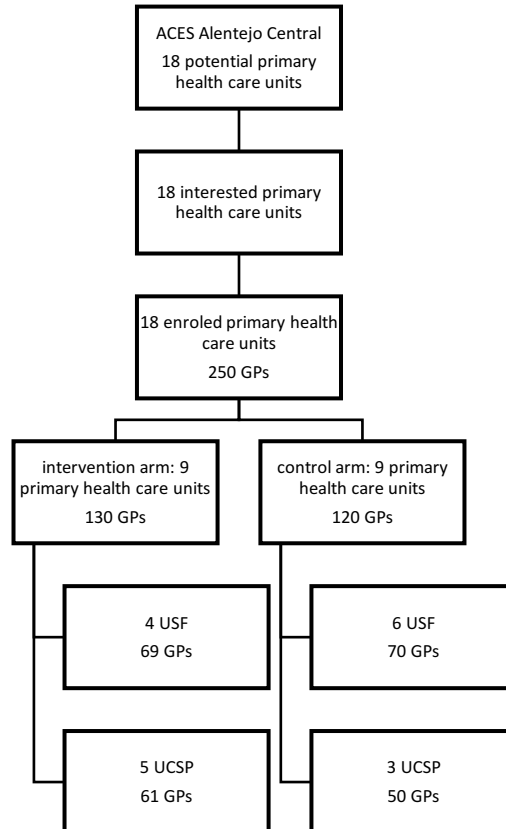 ACES Alentejo Central
18 potential primary
health care units
18 interested primary
health care units
18 enroled primary health
care units
250 GPs
intervention arm: 9
primary health care units
130 GPs
control arm: 9 primary
health care units
120 GPs
4 USF
69 GPs
6 USF
70 GPs
5 UCSP
61 GPs
3 UCSP
50 GPs